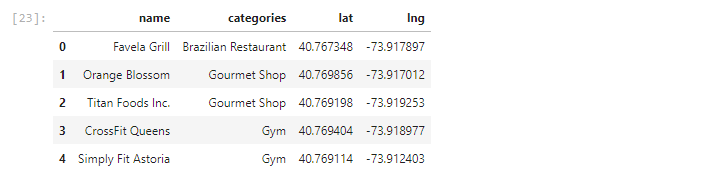 [23]: name categories lat lng
0 Favela Grill Brazilian Restaurant 40.767348 -73.917897
1 Orange Blossom Gourmet Shop 40.769856 -73.917012
2 Titan Foods Inc. Gourmet Shop 40.769198 -73.919253
3 CrossFit Queens Gym 40.769404 -73.918977
4 Simply Fit Astoria Gym 40.769114 -73.912403